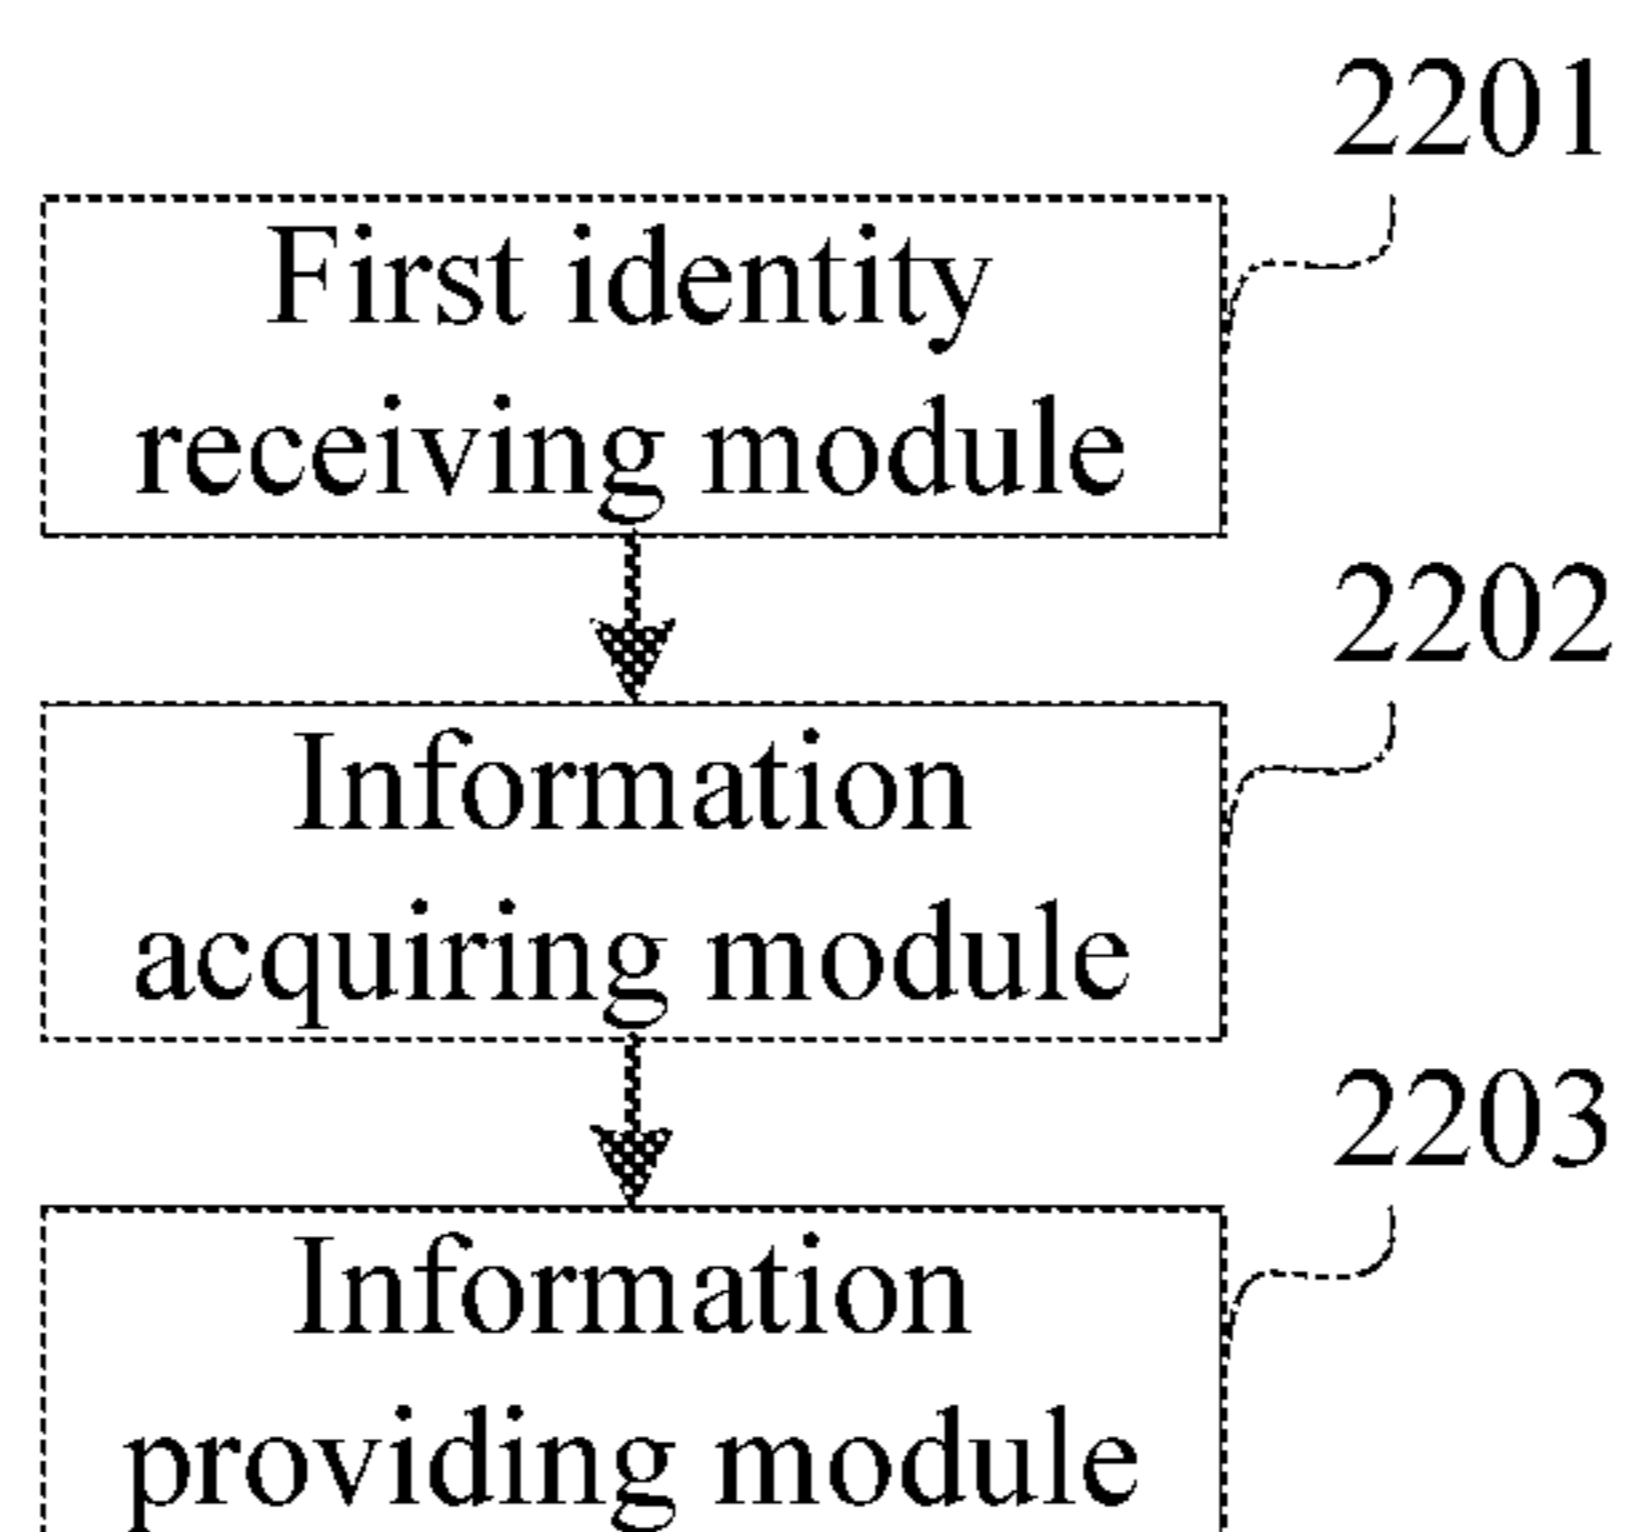 2201
First identity
receiving module
2202
Information
acquiring module
2203
Information
providing module